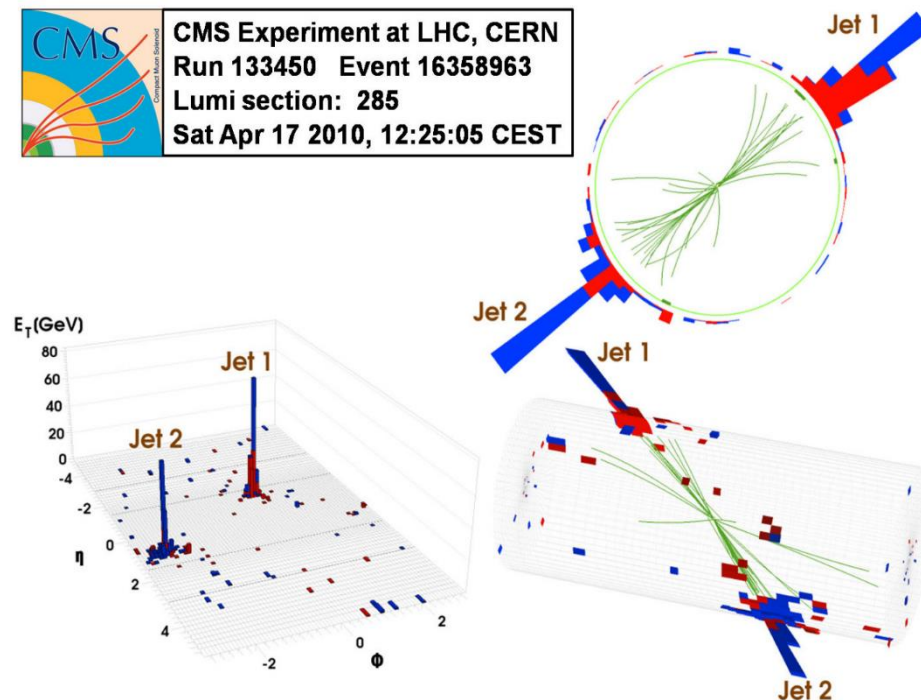 CMS
Compact Muon Solenoid
CMS Experiment at LHC, CERN
Run 133450 Event 16358963
Lumi section: 285
Sat Apr 17 2010, 12:25:05 CEST
Jet 1
Jet 2
E_T(GeV)
80
60
40
20
0
-4
-2
0
2
4
η
-2
0
2
Φ
Jet 1
Jet 2
Jet 1
Jet 2